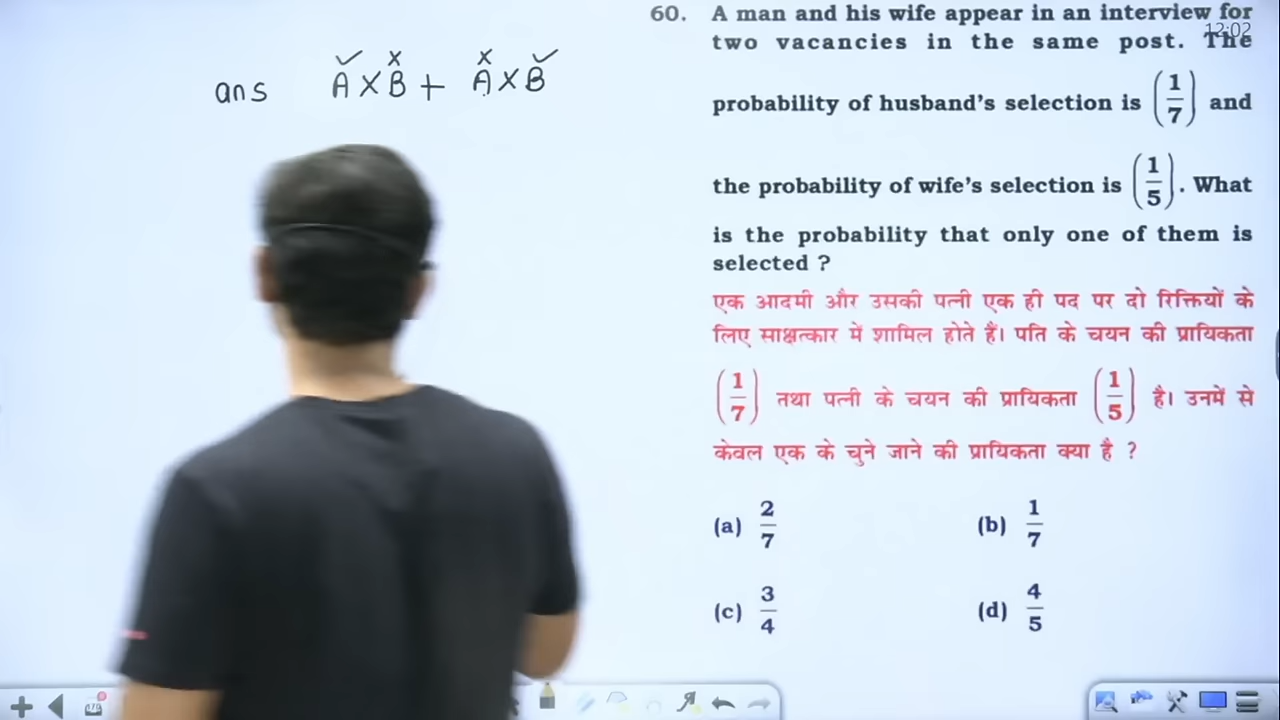 ans A × B + A × B
✓ x x ✓
60. A man and his wife appear in an interview for
12:02
two vacancies in the same post. The
probability of husband's selection is (1/7) and
the probability of wife's selection is (1/5). What
is the probability that only one of them is
selected ?
एक आदमी और उसकी पत्नी एक ही पद पर दो रिक्तियों के
लिए साक्षत्कार में शामिल होते हैं। पति के चयन की प्रायिकता
(1/7) तथा पत्नी के चयन की प्रायिकता (1/5) है। उनमें से
केवल एक के चुने जाने की प्रायिकता क्या है ?
(a) 2/7 (b) 1/7
(c) 3/4 (d) 4/5